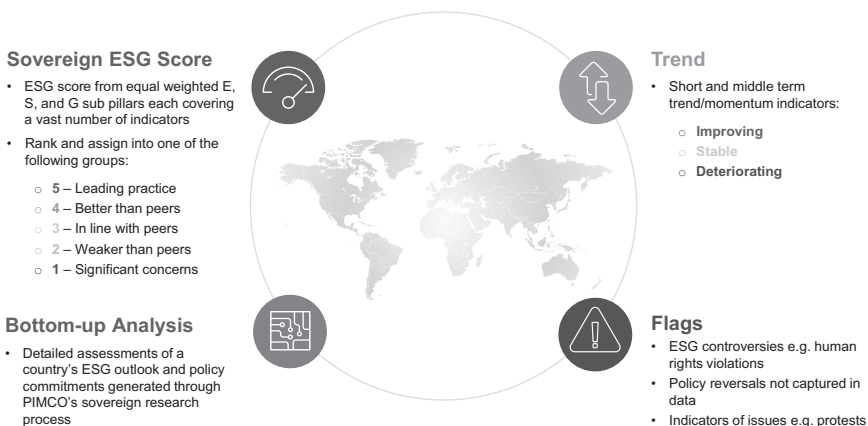 Sovereign ESG Score
• ESG score from equal weighted E,
S, and G sub pillars each covering
a vast number of indicators
• Rank and assign into one of the
following groups:
○ 5 – Leading practice
○ 4 – Better than peers
○ 3 – In line with peers
○ 2 – Weaker than peers
○ 1 – Significant concerns
Trend
• Short and middle term
trend/momentum indicators:
○ Improving
○ Stable
○ Deteriorating
Bottom-up Analysis
• Detailed assessments of a
country's ESG outlook and policy
commitments generated through
PIMCO's sovereign research
process
Flags
• ESG controversies e.g. human
rights violations
• Policy reversals not captured in
data
• Indicators of issues e.g. protests